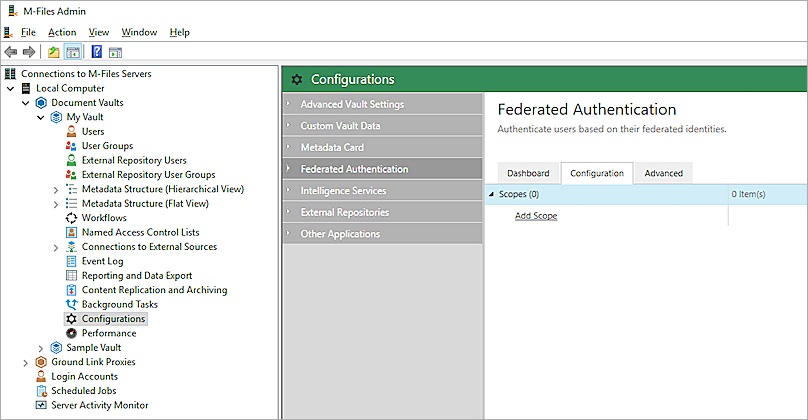 M-Files Admin
File Action View Window Help
Connections to M-Files Servers
Local Computer
Document Vaults
My Vault
Users
User Groups
External Repository Users
External Repository User Groups
Metadata Structure (Hierarchical View)
Metadata Structure (Flat View)
Workflows
Named Access Control Lists
Connections to External Sources
Event Log
Reporting and Data Export
Content Replication and Archiving
Background Tasks
Configurations
Performance
Sample Vault
Ground Link Proxies
Login Accounts
Scheduled Jobs
Server Activity Monitor
Configurations
Advanced Vault Settings
Custom Vault Data
Metadata Card
Federated Authentication
Intelligence Services
External Repositories
Other Applications
Federated Authentication
Authenticate users based on their federated identities.
Dashboard Configuration Advanced
Scopes (0) 0 Item(s)
Add Scope